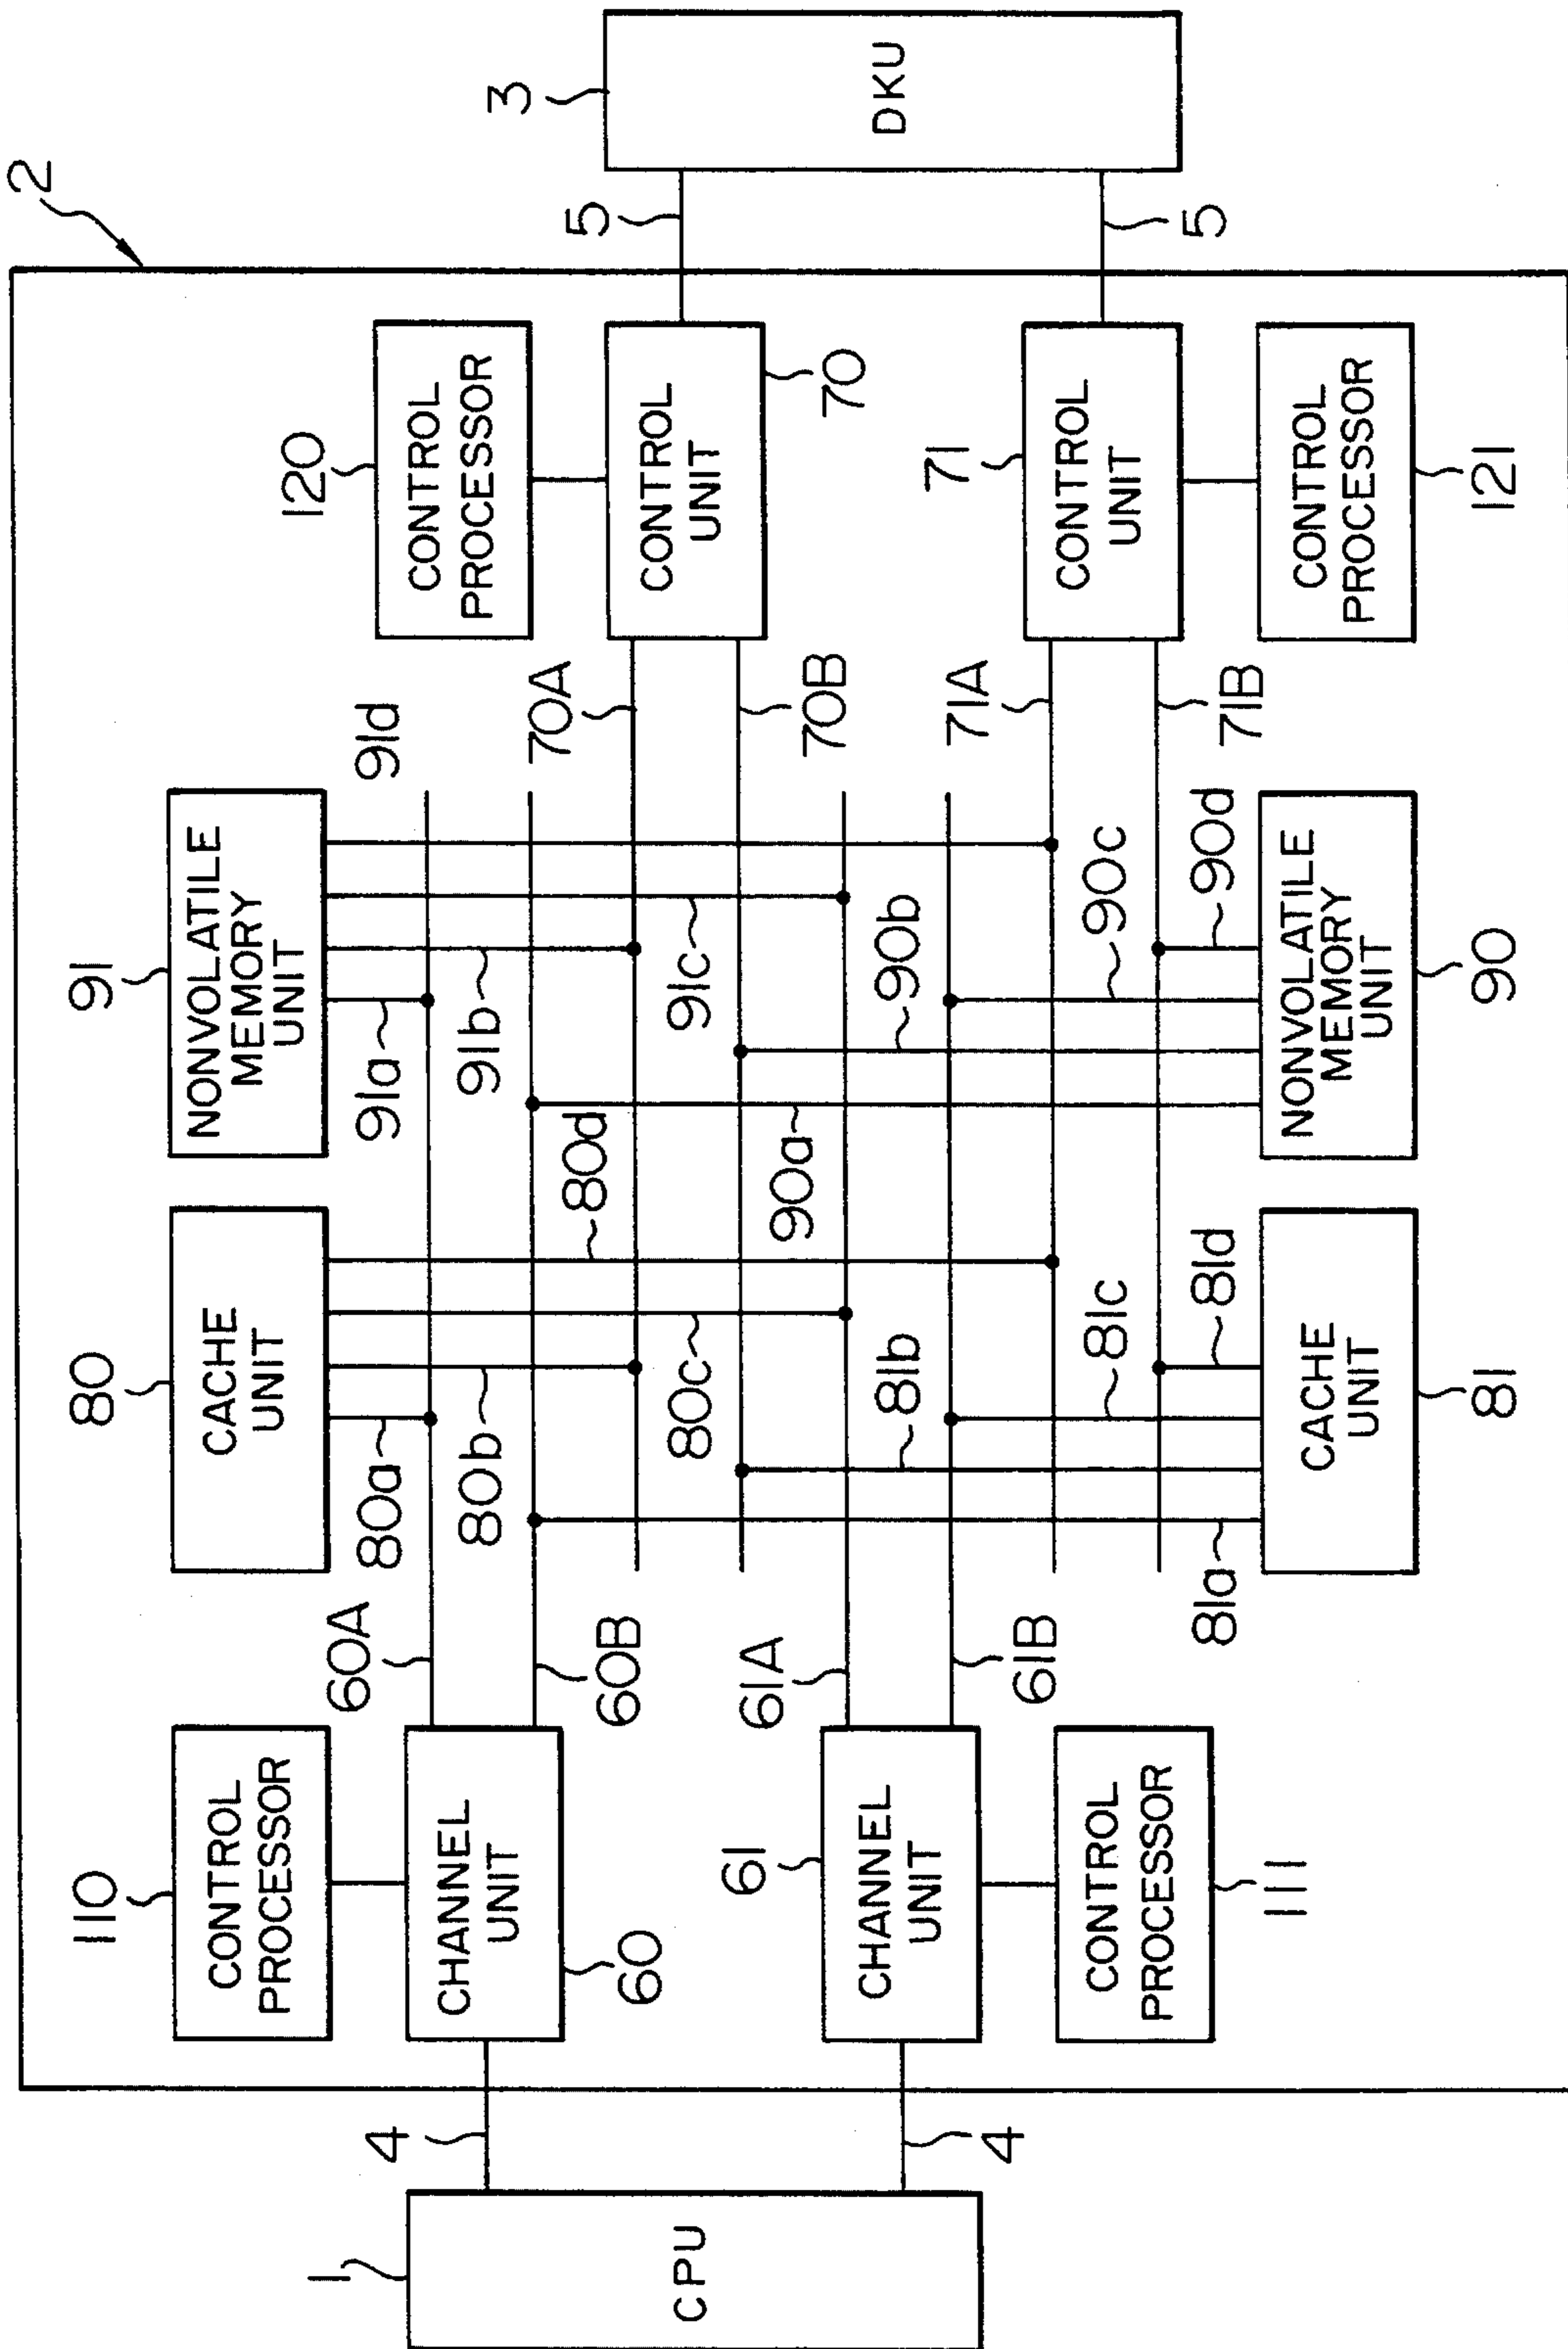 2
1
CPU
4
4
110
CONTROL
PROCESSOR
CHANNEL
UNIT
60
61
CHANNEL
UNIT
CONTROL
PROCESSOR
111
60A
60B
61A
61B
80
CACHE
UNIT
80a
80b
80c
80d
81a
81b
81c
81d
CACHE
UNIT
81
91
NONVOLATILE
MEMORY
UNIT
91a
91b
91c
91d
90a
90b
90c
90d
NONVOLATILE
MEMORY
UNIT
90
70A
70B
71A
71B
120
CONTROL
PROCESSOR
CONTROL
UNIT
70
71
CONTROL
UNIT
CONTROL
PROCESSOR
121
5
5
3
DKU